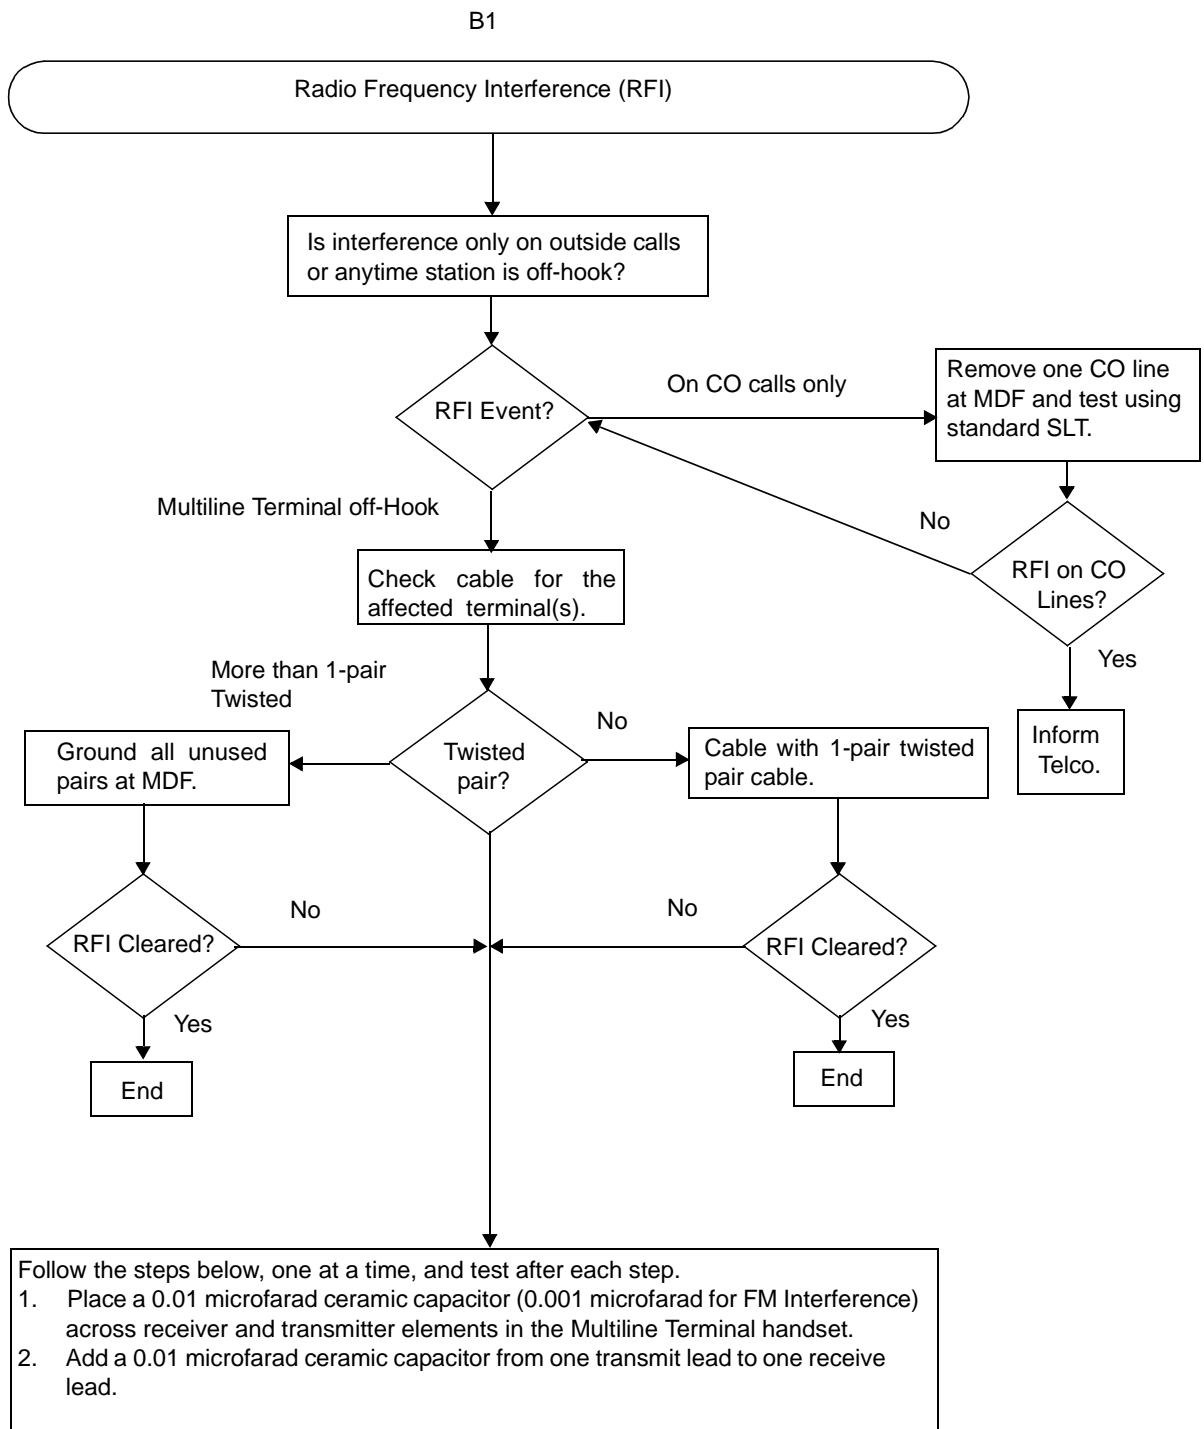 B1
Radio Frequency Interference (RFI)
Is interference only on outside calls
or anytime station is off-hook?
RFI Event?
On CO calls only
Remove one CO line
at MDF and test using
standard SLT.
Multiline Terminal off-Hook
No
RFI on CO
Lines?
Check cable for the
affected terminal(s).
Yes
More than 1-pair
Twisted
No
Inform
Telco.
Ground all unused
pairs at MDF.
Twisted
pair?
Cable with 1-pair twisted
pair cable.
No
No
RFI Cleared?
RFI Cleared?
Yes
Yes
End
End
Follow the steps below, one at a time, and test after each step.
1. Place a 0.01 microfarad ceramic capacitor (0.001 microfarad for FM Interference)
across receiver and transmitter elements in the Multiline Terminal handset.
2. Add a 0.01 microfarad ceramic capacitor from one transmit lead to one receive
lead.